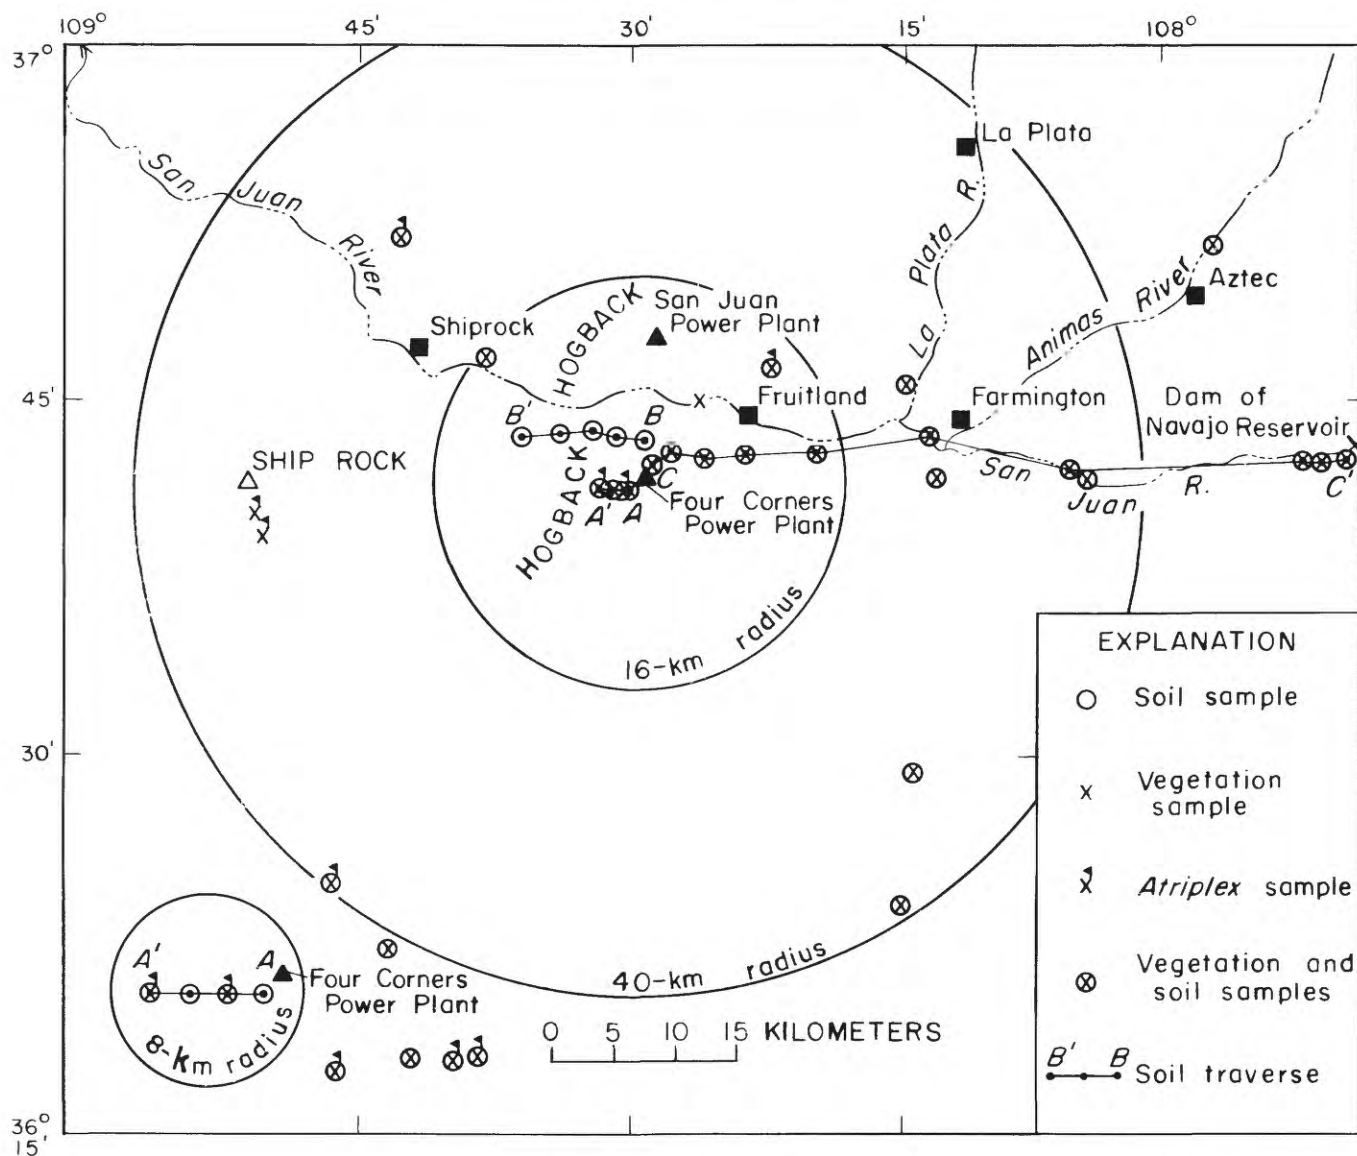 109° 45' 30' 15' 108°
37°
La Plata
San Juan River
La Plata R.
Animas River
Aztec
San Juan
Power Plant
HOGBACK
Shiprock
45'
Fruitland
Farmington
Dam of
Navajo Reservoir
B' B
SHIP ROCK
C
San Juan R.
C'
A' A
Four Corners
Power Plant
HOGBACK
16-km radius
30'
40-km radius
A' A
Four Corners
Power Plant
8-km radius
0 5 10 15 KILOMETERS
36°
15'
EXPLANATION
Soil sample
Vegetation
sample
Atriplex sample
Vegetation and
soil samples
B' B
Soil traverse